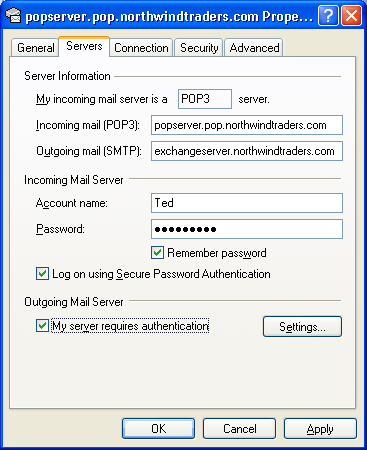 popserver.pop.northwindtraders.com Prope...
General Servers Connection Security Advanced
Server Information
My incoming mail server is a POP3 server.
Incoming mail (POP3): popserver.pop.northwindtraders.com
Outgoing mail (SMTP): exchangeserver.northwindtraders.com
Incoming Mail Server
Account name: Ted
Password: ●●●●●●●●●
Remember password
Log on using Secure Password Authentication
Outgoing Mail Server
My server requires authentication Settings...
OK Cancel Apply